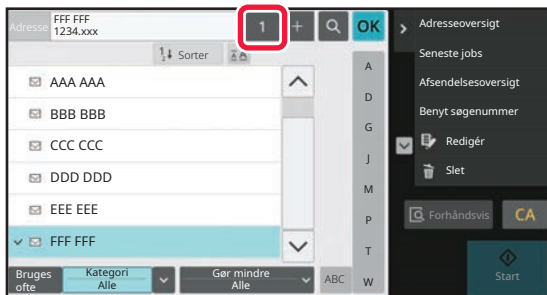 Adresse
FFF FFF
1234.xxx
1
+
OK
Sorter
AAA AAA
BBB BBB
CCC CCC
DDD DDD
EEE EEE
FFF FFF
A
D
G
J
M
P
T
W
Bruges ofte
Kategori
Alle
Gør mindre
Alle
ABC
Adresseoversigt
Seneste jobs
Afsendelsesoversigt
Benyt søgenummer
Redigér
Slet
Forhåndsvis
CA
Start